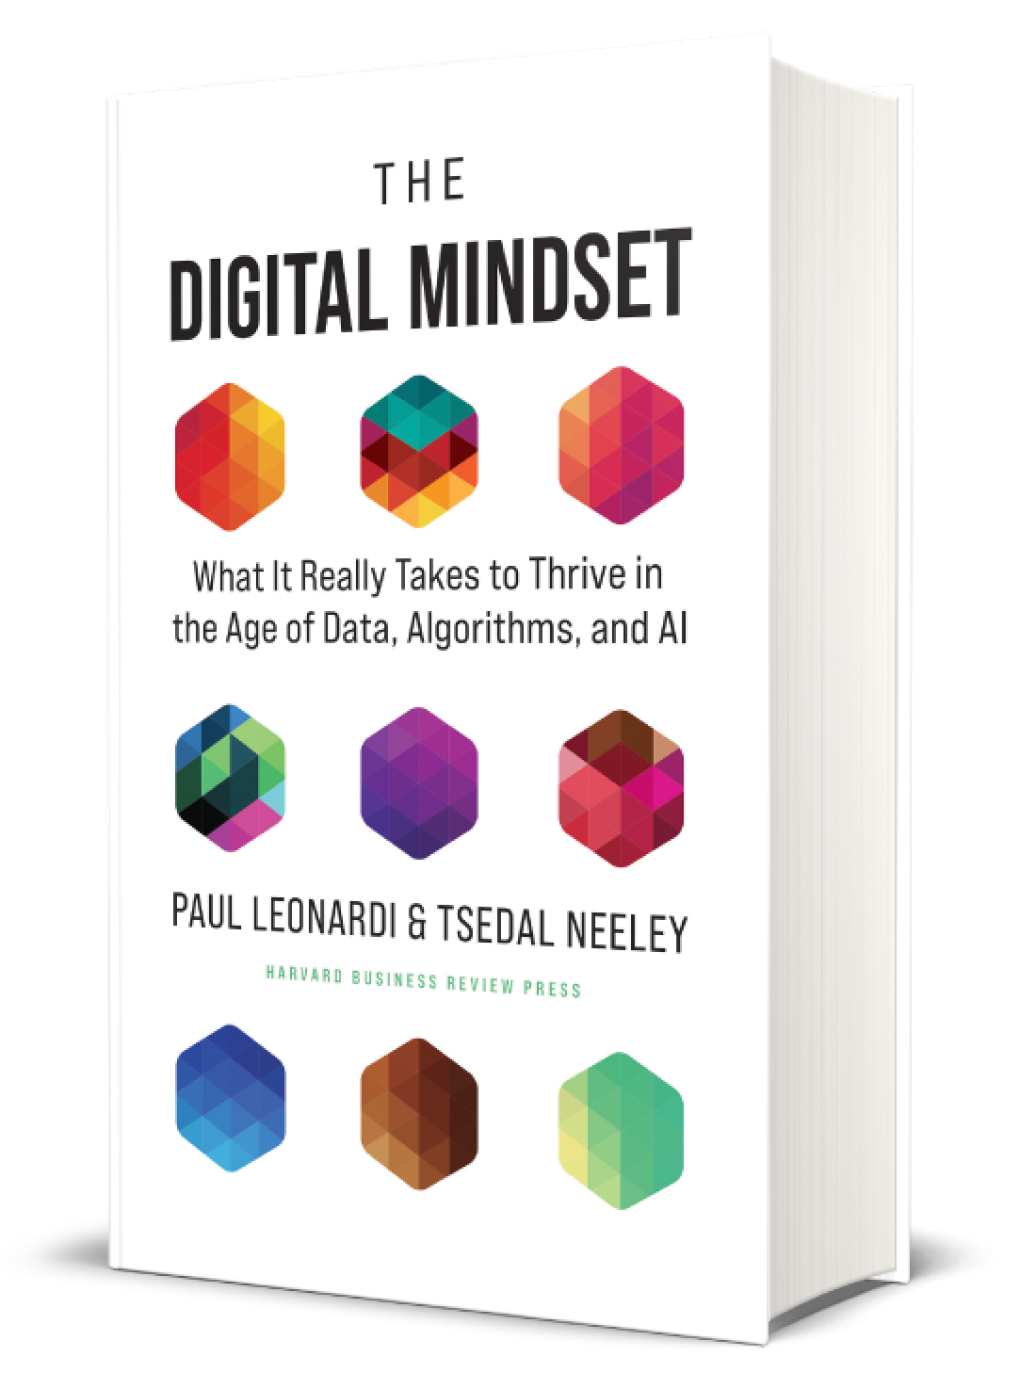 THE
DIGITAL MINDSET
What It Really Takes to Thrive in
the Age of Data, Algorithms, and AI
PAUL LEONARDI & TSEDAL NEELEY
HARVARD BUSINESS REVIEW PRESS